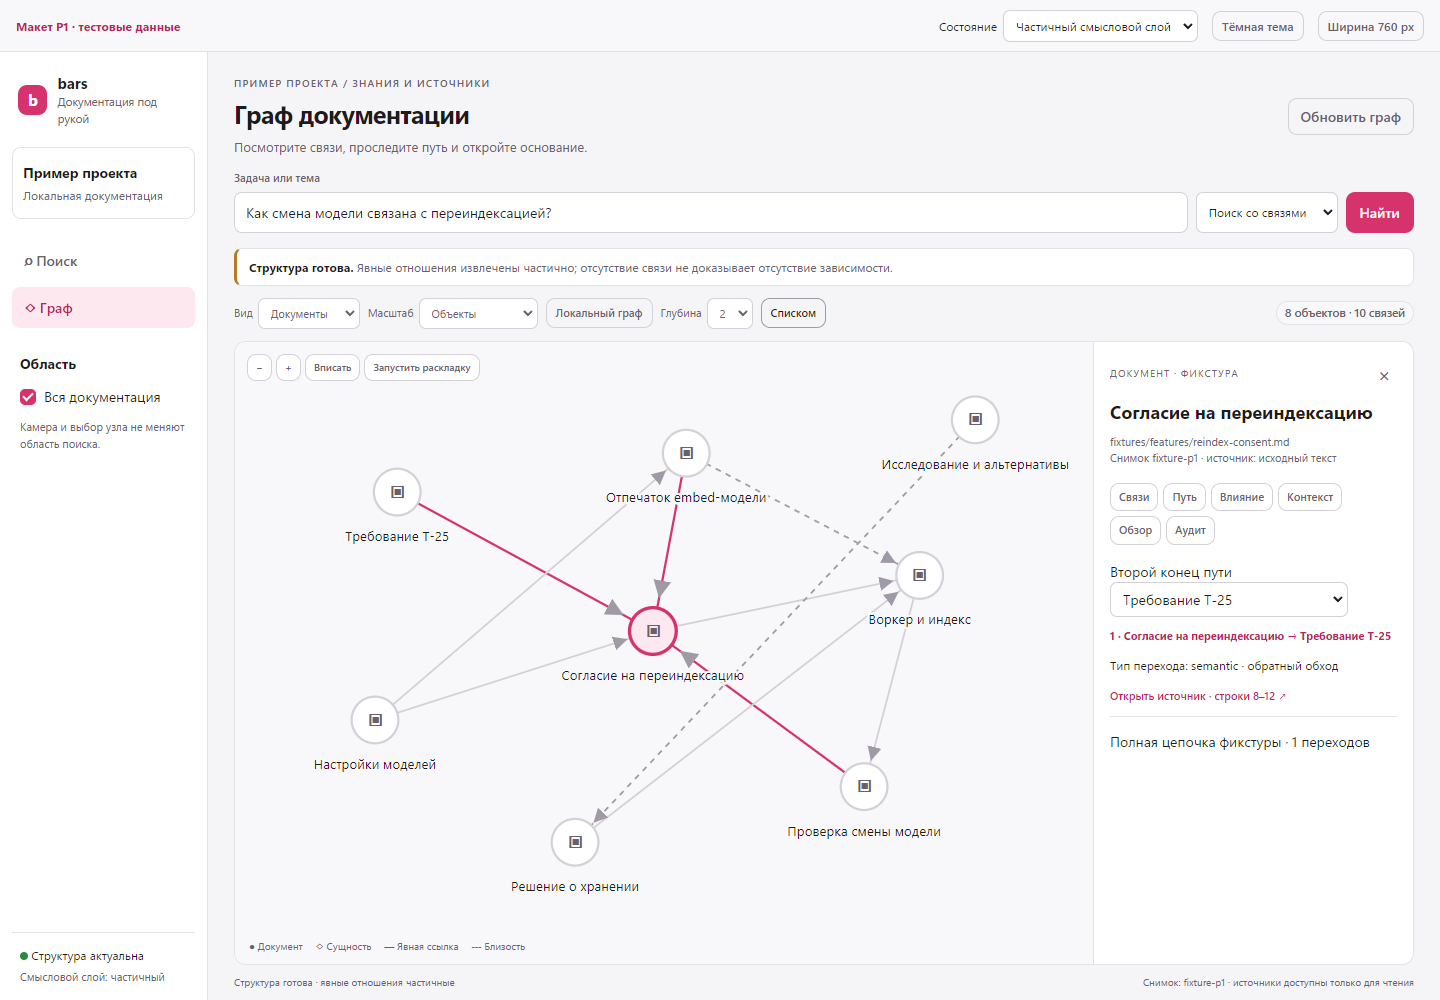 Макет P1 · тестовые данные
Состояние
Частичный смысловой слой
Тёмная тема
Ширина 760 px
b
bars
Документация под
рукой
Пример проекта
Локальная документация
Поиск
Граф
Область
Вся документация
Камера и выбор узла не меняют
область поиска.
Структура актуальна
Смысловой слой: частичный
ПРИМЕР ПРОЕКТА / ЗНАНИЯ И ИСТОЧНИКИ
Граф документации
Посмотрите связи, проследите путь и откройте основание.
Обновить граф
Задача или тема
Как смена модели связана с переиндексацией?
Поиск со связями
Найти
Структура готова. Явные отношения извлечены частично; отсутствие связи не доказывает отсутствие зависимости.
Вид
Документы
Масштаб
Объекты
Локальный граф
Глубина
2
Списком
8 объектов · 10 связей
−
+
Вписать
Запустить раскладку
Исследование и альтернативы
Отпечаток embed-модели
Требование T-25
Воркер и индекс
Согласие на переиндексацию
Настройки моделей
Проверка смены модели
Решение о хранении
● Документ
◇ Сущность
— Явная ссылка
--- Близость
ДОКУМЕНТ · ФИКСТУРА
×
Согласие на переиндексацию
fixtures/features/reindex-consent.md
Снимок fixture-p1 · источник: исходный текст
Связи
Путь
Влияние
Контекст
Обзор
Аудит
Второй конец пути
Требование T-25
1 · Согласие на переиндексацию → Требование T-25
Тип перехода: semantic · обратный обход
Открыть источник · строки 8–12 ↗
Полная цепочка фикстуры · 1 переходов
Структура готова · явные отношения частичные
Снимок: fixture-p1 · источники доступны только для чтения